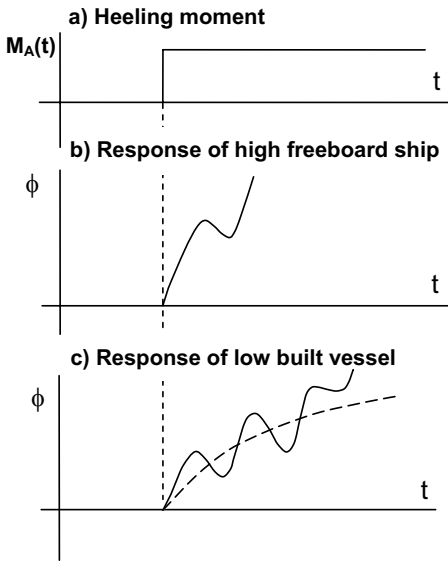 a) Heeling moment
M_A(t)
t
b) Response of high freeboard ship
ϕ
t
c) Response of low built vessel
ϕ
t